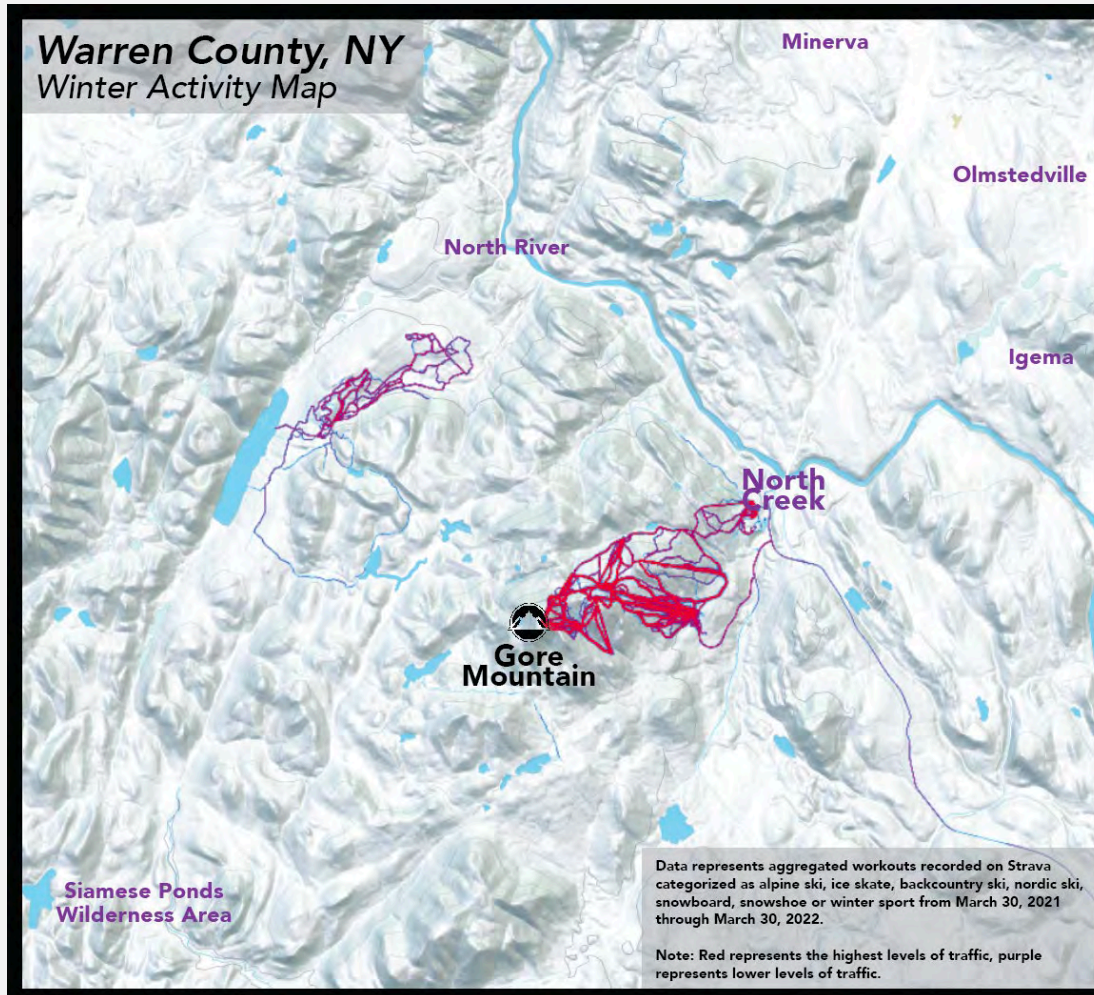 Warren County, NY
Winter Activity Map
Minerva
Olmstedville
North River
Igema
North
Creek
Gore
Mountain
Siamese Ponds
Wilderness Area
Data represents aggregated workouts recorded on Strava
categorized as alpine ski, ice skate, backcountry ski, nordic ski,
snowboard, snowshoe or winter sport from March 30, 2021
through March 30, 2022.
Note: Red represents the highest levels of traffic, purple
represents lower levels of traffic.